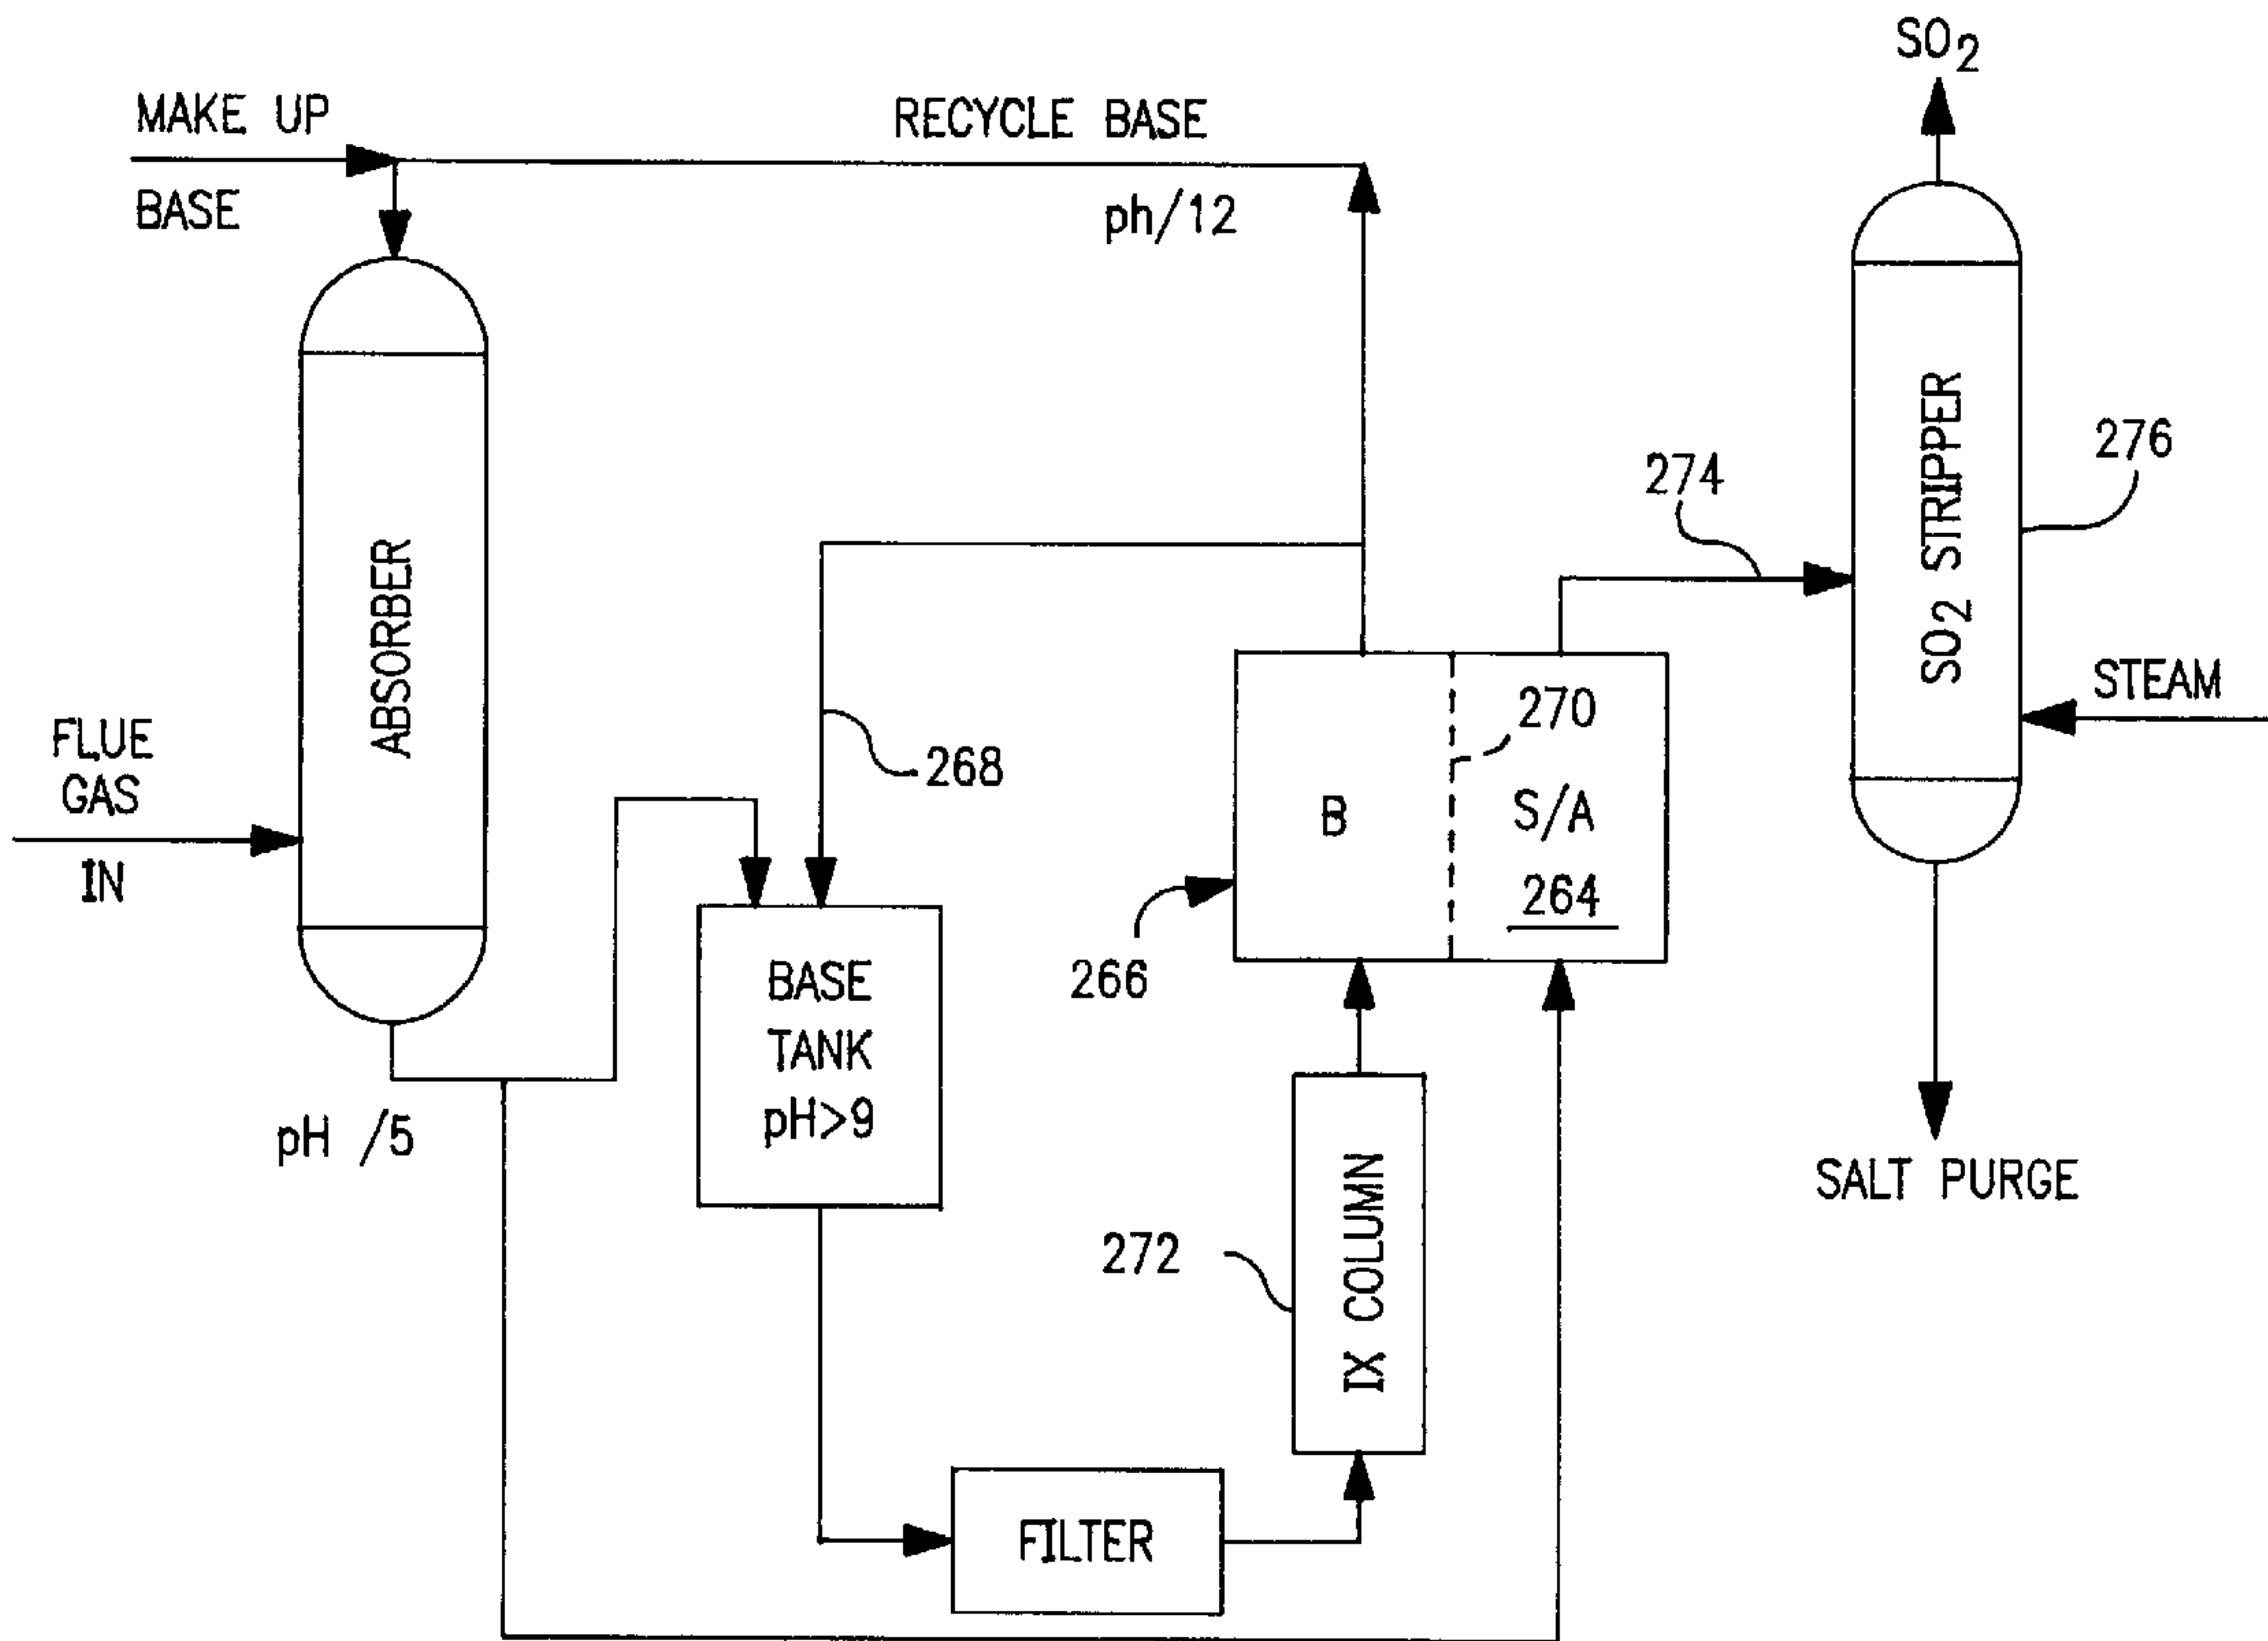 SO2
MAKE UP
BASE
RECYCLE BASE
ph/12
ABSORBER
SO2 STRIPPER
276
274
STEAM
FLUE
GAS
IN
268
270
B
S/A
264
266
BASE
TANK
pH>9
pH /5
272
IX COLUMN
SALT PURGE
FILTER